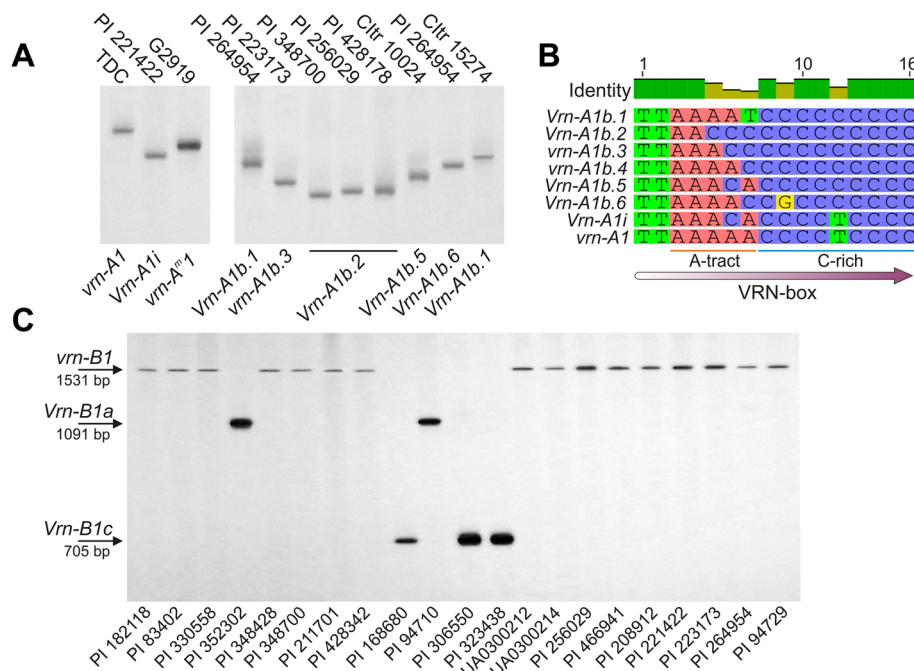 A
TDC
PI 221422
G2919
PI 264954
PI 223173
PI 348700
PI 256029
PI 428178
CItr 10024
PI 264954
CItr 15274
vrn-A1
Vrn-A1i
vrn-Aᵐ1
Vrn-A1b.1
vrn-A1b.3
Vrn-A1b.2
Vrn-A1b.5
Vrn-A1b.6
Vrn-A1b.1
B
1 10 16
Identity
Vrn-A1b.1 T T A A A A T C C C C C C C C C
Vrn-A1b.2 T T A A C C C C C C C C C C C C
vrn-A1b.3 T T A A A C C C C C C C C C C C
vrn-A1b.4 T T A A A A C C C C C C C C C C
Vrn-A1b.5 T T A A A C A C C C C C C C C C
Vrn-A1b.6 T T A A A A C C G C C C C C C C
Vrn-A1i T T A A A C A C C C C T C C C C
vrn-A1 T T A A A A A C C C C T C C C C
A-tract C-rich
VRN-box
C
vrn-B1
1531 bp
Vrn-B1a
1091 bp
Vrn-B1c
705 bp
PI 182118
PI 83402
PI 330558
PI 352302
PI 348428
PI 348700
PI 211701
PI 428342
PI 168680
PI 94710
PI 306550
PI 323438
UA0300212
UA0300214
PI 256029
PI 466941
PI 208912
PI 221422
PI 223173
PI 264954
PI 94729